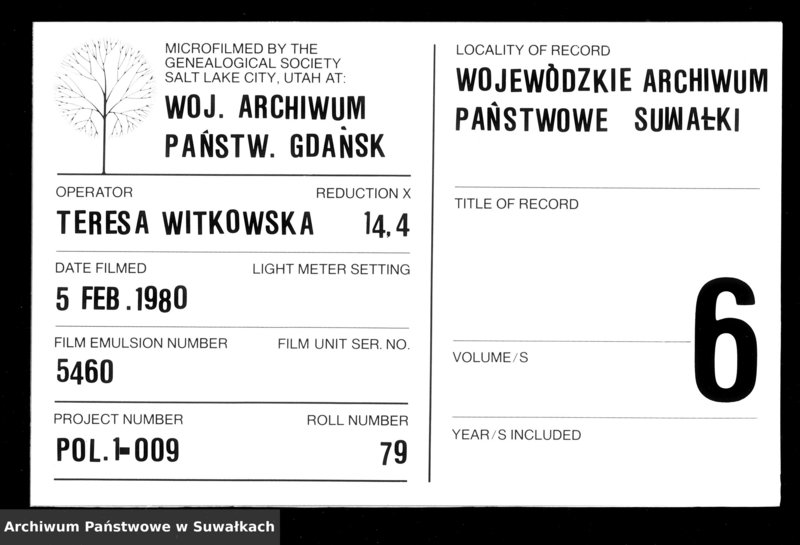 MICROFILMED BY THE
GENEALOGICAL SOCIETY
SALT LAKE CITY, UTAH AT:
WOJ. ARCHIWUM
PAŃSTW. GDAŃSK
OPERATOR REDUCTION X
TERESA WITKOWSKA 14,4
DATE FILMED LIGHT METER SETTING
5 FEB. 1980
FILM EMULSION NUMBER FILM UNIT SER. NO.
5460
PROJECT NUMBER ROLL NUMBER
POL.1-009 79
LOCALITY OF RECORD
WOJEWÓDZKIE ARCHIWUM
PAŃSTWOWE SUWAŁKI
TITLE OF RECORD
6
VOLUME/S
YEAR/S INCLUDED
Archiwum Państwowe w Suwałkach